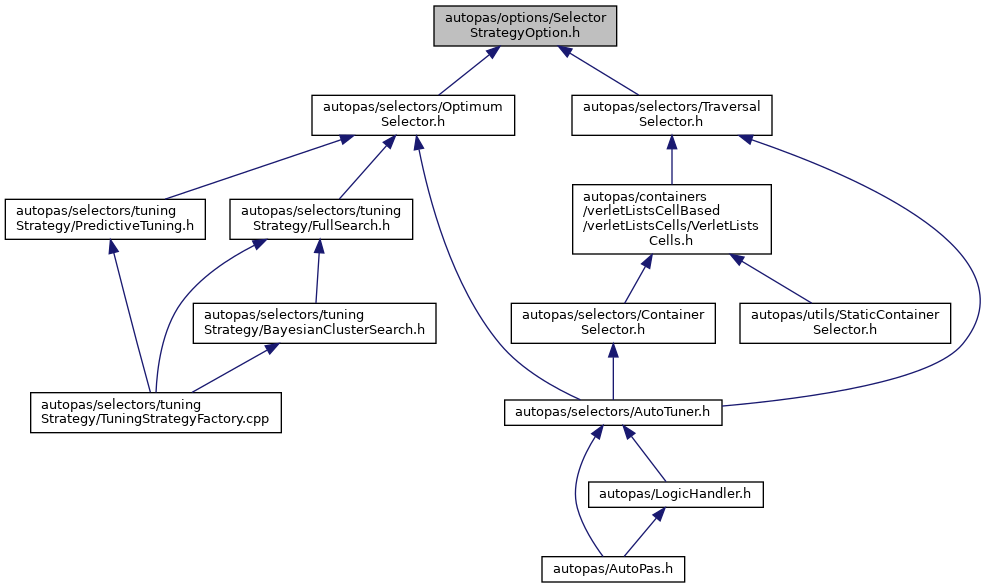 autopas/options/Selector
StrategyOption.h
autopas/selectors/Optimum
Selector.h
autopas/selectors/Traversal
Selector.h
autopas/selectors/tuning
Strategy/PredictiveTuning.h
autopas/selectors/tuning
Strategy/FullSearch.h
autopas/containers
/verletListsCellBased
/verletListsCells/VerletLists
Cells.h
autopas/selectors/tuning
Strategy/BayesianClusterSearch.h
autopas/selectors/Container
Selector.h
autopas/utils/StaticContainer
Selector.h
autopas/selectors/tuning
Strategy/TuningStrategyFactory.cpp
autopas/selectors/AutoTuner.h
autopas/LogicHandler.h
autopas/AutoPas.h